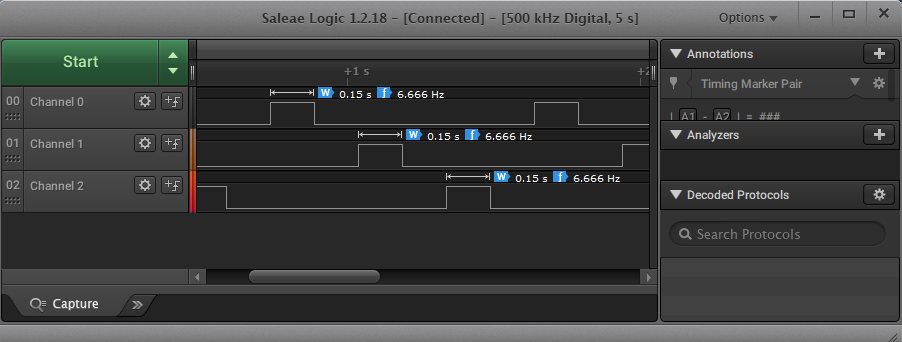 Saleae Logic 1.2.18 - [Connected] - [500 kHz Digital, 5 s]
Options
Start
+1 s
+2
Annotations
Timing Marker Pair
| A1 - A2 | = ###
00 Channel 0
W 0.15 s f 6.666 Hz
01 Channel 1
W 0.15 s f 6.666 Hz
Analyzers
02 Channel 2
W 0.15 s f 6.666 Hz
Decoded Protocols
Search Protocols
Capture